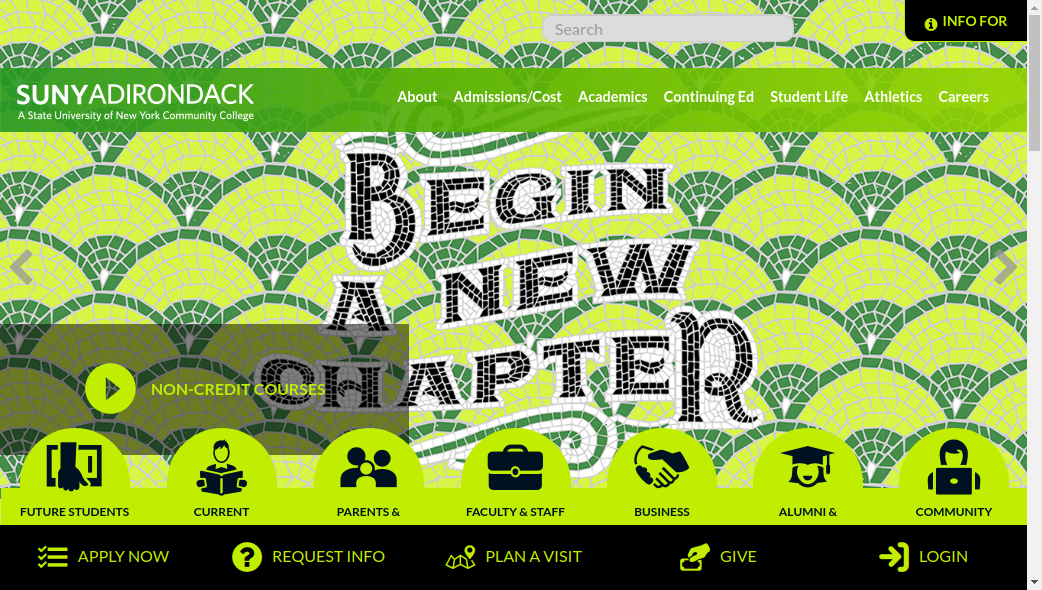 Search
INFO FOR
SUNYADIRONDACK
A State University of New York Community College
About Admissions/Cost Academics Continuing Ed Student Life Athletics Careers
BEGIN
A NEW
CHAPTER
NON-CREDIT COURSES
FUTURE STUDENTS CURRENT PARENTS & FACULTY & STAFF BUSINESS ALUMNI & COMMUNITY
APPLY NOW REQUEST INFO PLAN A VISIT GIVE LOGIN